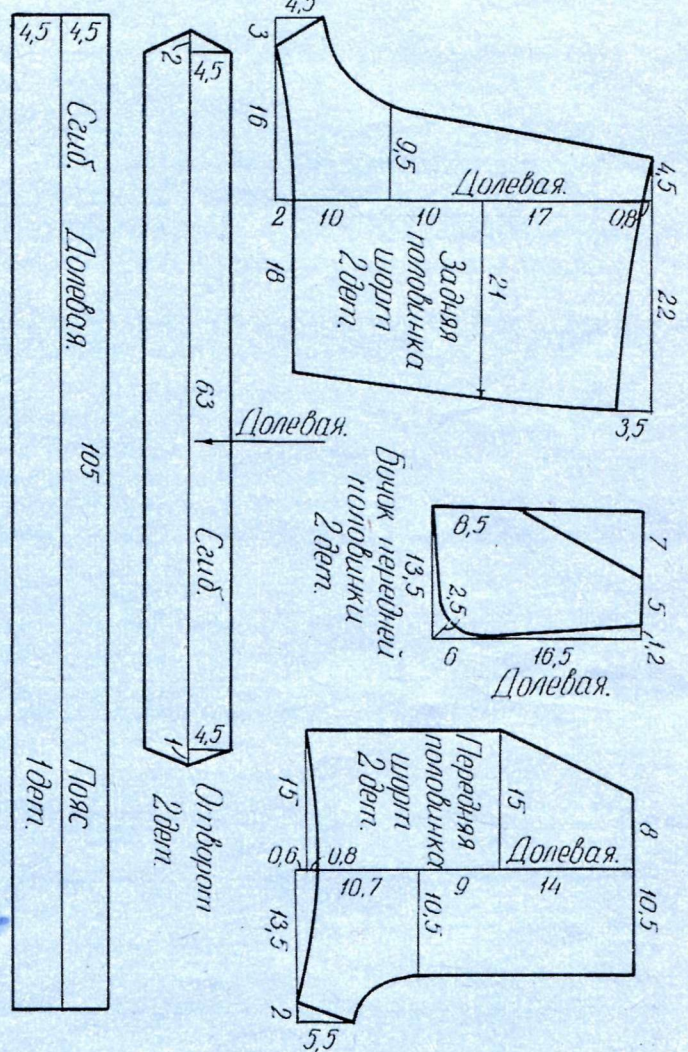 4,5
4,5
Сгиб. Долевая.
105
Пояс
1дет.
2
4,5
63
Сгиб
4,5
1
Отворот
2дет.
Долевая.
4,5
3
16
9,5
Долевая.
4,5
2
10
10
17
0,8
18
Задняя
половинка
шорт
2дет.
21
22
3,5
Бочок передней
половинки
2дет.
8,5
7
13,5
2,5
5
1,2
6
16,5
Долевая.
Передняя
половинка
шорт
2дет.
15
15
8
Долевая.
0,6
0,8
10,7
9
14
13,5
10,5
10,5
2
5,5